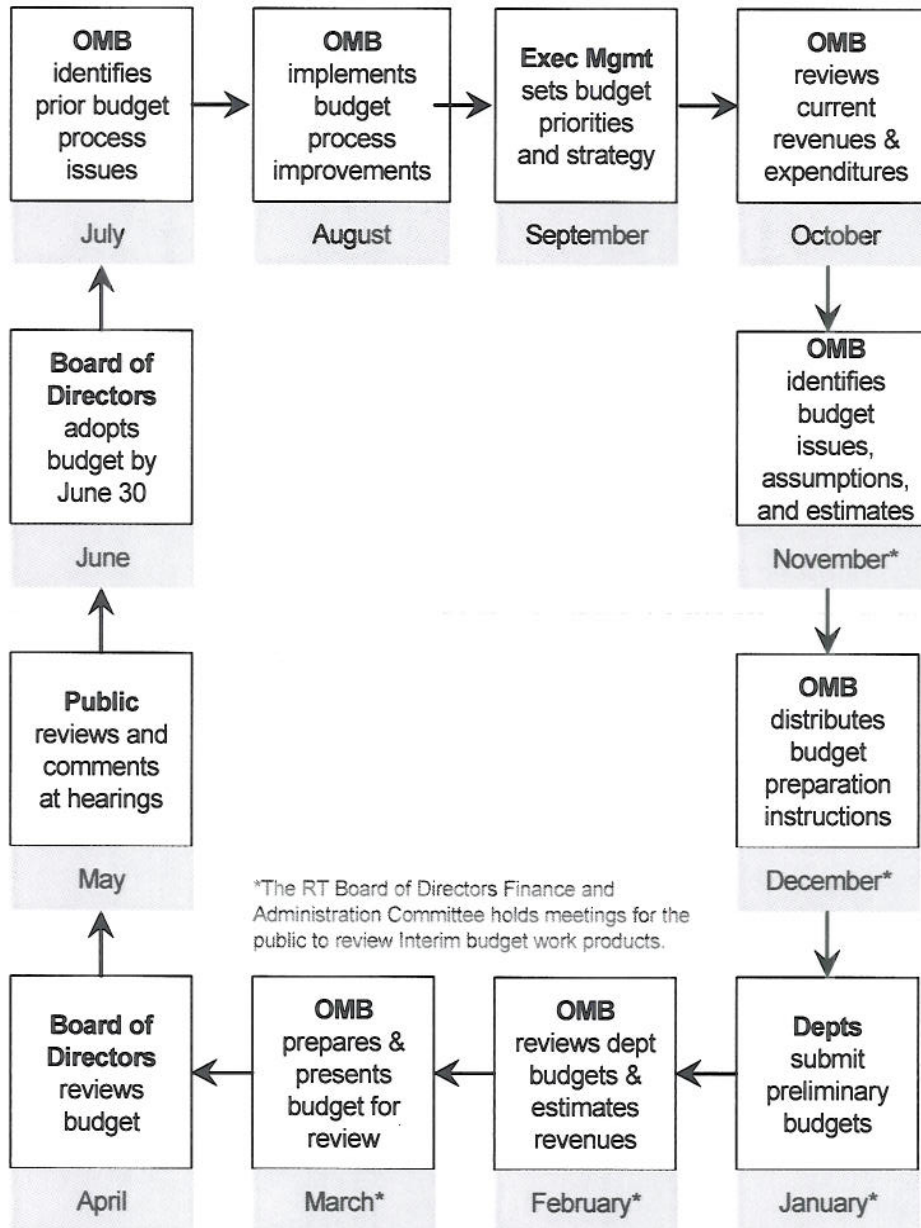 OMB
identifies
prior budget
process
issues
July
OMB
implements
budget
process
improvements
August
Exec Mgmt
sets budget
priorities
and strategy
September
OMB
reviews
current
revenues &
expenditures
October
OMB
identifies
budget
issues,
assumptions,
and estimates
November*
OMB
distributes
budget
preparation
instructions
December*
Depts
submit
preliminary
budgets
January*
OMB
reviews dept
budgets &
estimates
revenues
February*
OMB
prepares &
presents
budget for
review
March*
Board of
Directors
reviews
budget
April
Public
reviews and
comments
at hearings
May
Board of
Directors
adopts
budget by
June 30
June
*The RT Board of Directors Finance and
Administration Committee holds meetings for the
public to review Interim budget work products.